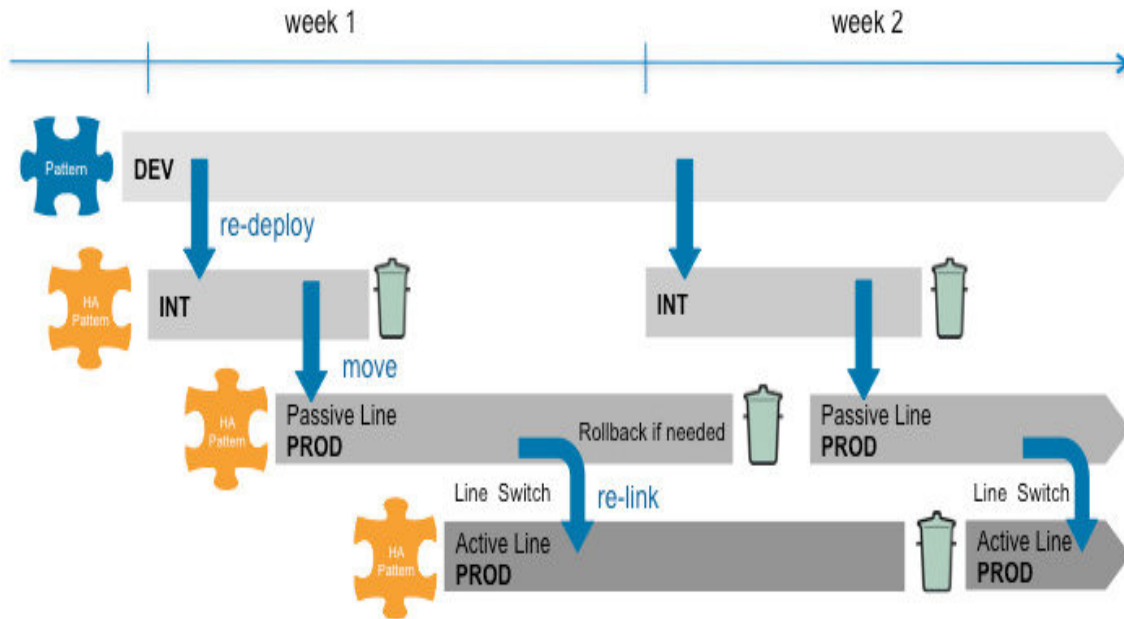 week 1
week 2
Pattern
DEV
re-deploy
HA
Pattern
INT
INT
move
HA
Pattern
Passive Line
PROD
Rollback if needed
Passive Line
PROD
Line Switch
re-link
Line Switch
HA
Pattern
Active Line
PROD
Active Line
PROD